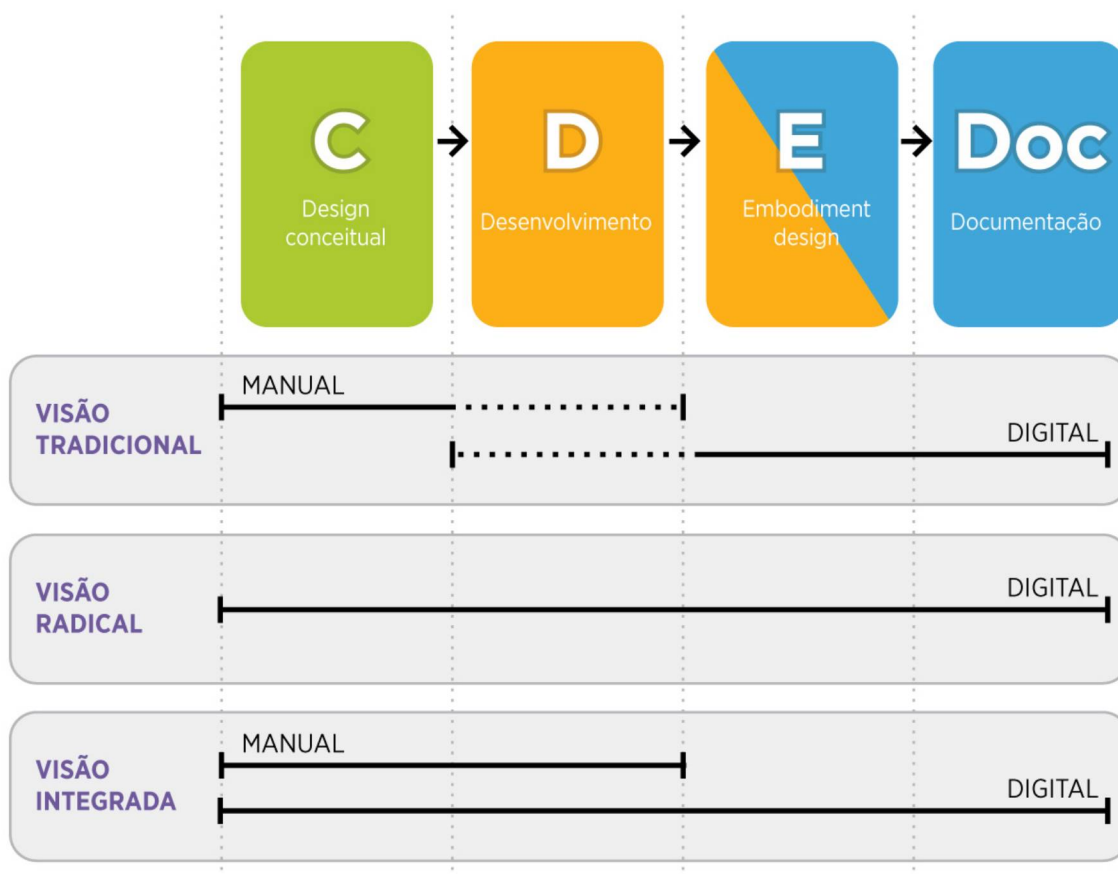 C
D
E
Doc
Design
conceitual
Desenvolvimento
Embodiment
design
Documentação
VISÃO
TRADICIONAL
MANUAL
DIGITAL
VISÃO
RADICAL
DIGITAL
VISÃO
INTEGRADA
MANUAL
DIGITAL